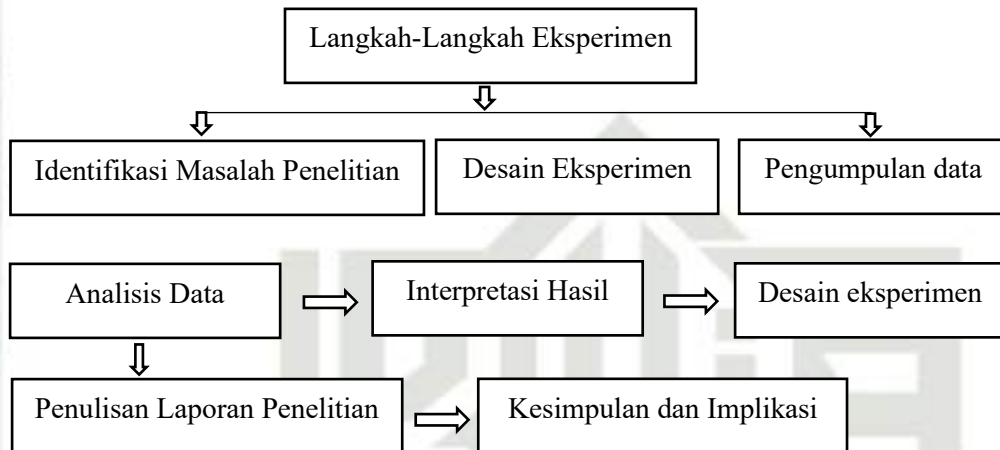 Langkah-Langkah Eksperimen
Identifikasi Masalah Penelitian
Desain Eksperimen
Pengumpulan data
Analisis Data
Interpretasi Hasil
Desain eksperimen
Penulisan Laporan Penelitian
Kesimpulan dan Implikasi